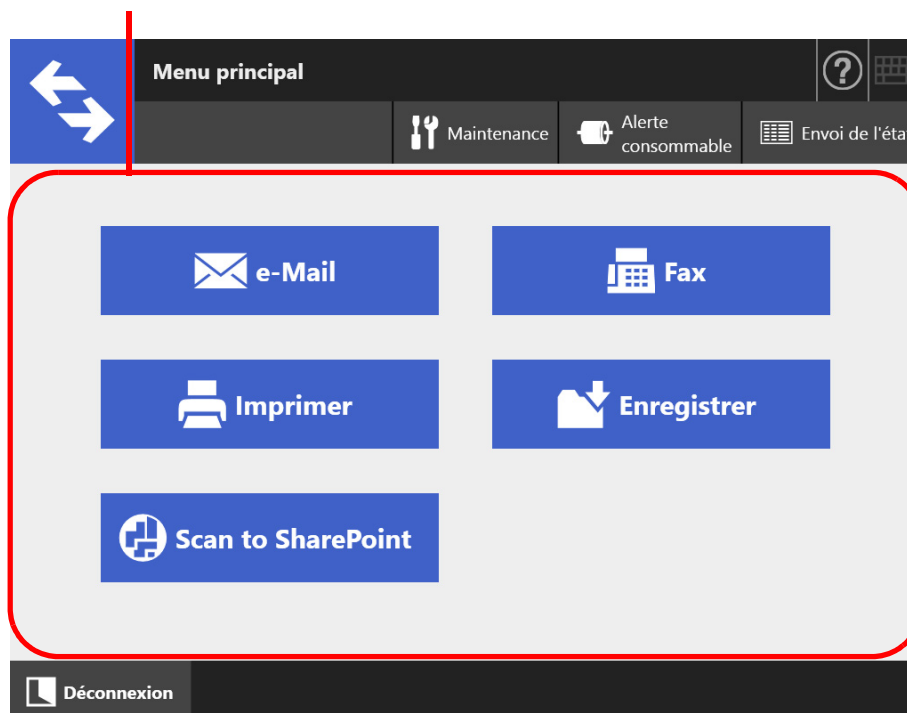 Menu principal
?
Maintenance
Alerte
consommable
Envoi de l'éta
e-Mail
Fax
Imprimer
Enregistrer
Scan to SharePoint
Déconnexion